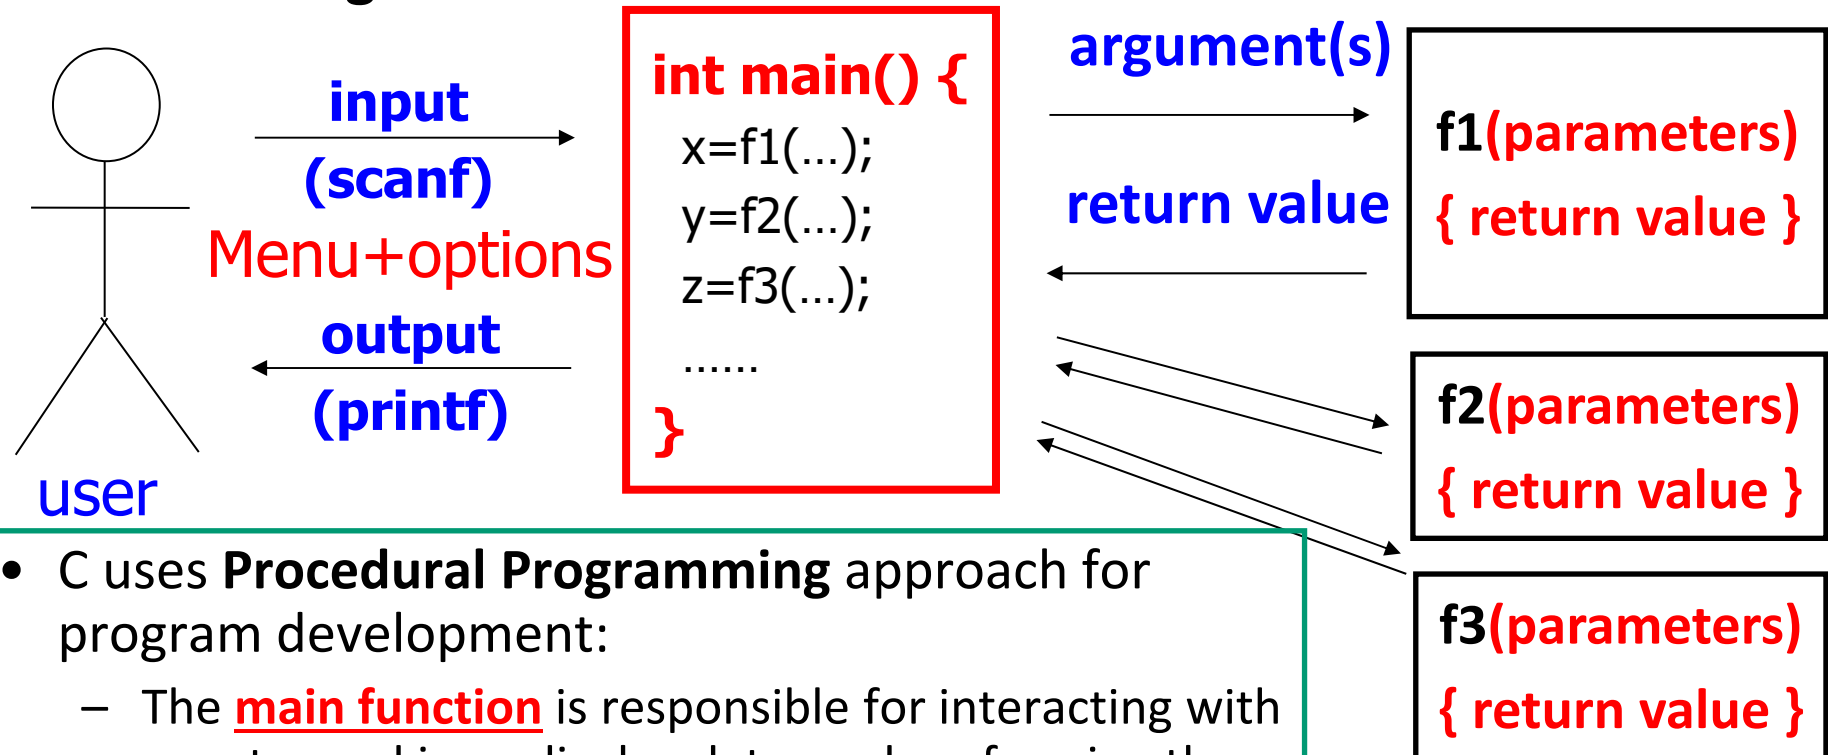 input
(scanf)
Menu+options
output
(printf)
user
int main() {
x=f1(...);
y=f2(...);
z=f3(...);
......
}
argument(s)
return value
f1(parameters)
{ return value }
f2(parameters)
{ return value }
f3(parameters)
{ return value }
• C uses Procedural Programming approach for
program development:
– The main function is responsible for interacting with